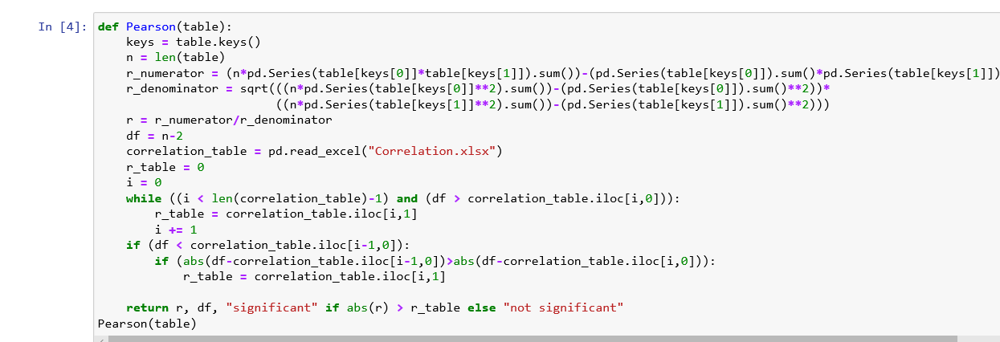 In [4]: def Pearson(table):
    keys = table.keys()
    n = len(table)
    r_numerator = (n*pd.Series(table[keys[0]]*table[keys[1]]).sum())-(pd.Series(table[keys[0]]).sum()*pd.Series(table[keys[1]])
    r_denominator = sqrt(((n*pd.Series(table[keys[0]]**2).sum())-(pd.Series(table[keys[0]]).sum()**2))*
                         ((n*pd.Series(table[keys[1]]**2).sum())-(pd.Series(table[keys[1]]).sum()**2)))
    r = r_numerator/r_denominator
    df = n-2
    correlation_table = pd.read_excel("Correlation.xlsx")
    r_table = 0
    i = 0
    while ((i < len(correlation_table)-1) and (df > correlation_table.iloc[i,0])):
        r_table = correlation_table.iloc[i,1]
        i += 1
    if (df < correlation_table.iloc[i-1,0]):
        if (abs(df-correlation_table.iloc[i-1,0])>abs(df-correlation_table.iloc[i,0])):
            r_table = correlation_table.iloc[i,1]
    return r, df, "significant" if abs(r) > r_table else "not significant"
Pearson(table)